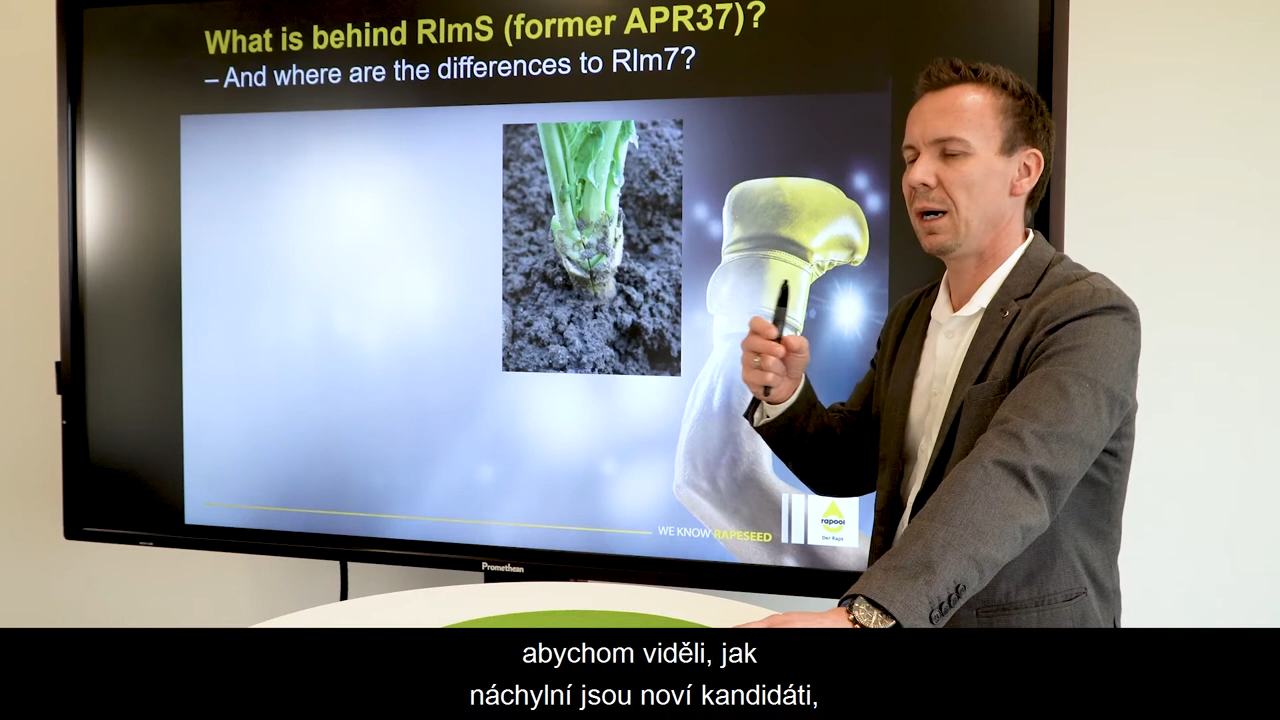 What is behind RlmS (former APR37)?
– And where are the differences to Rlm7?
WE KNOW RAPESEED
rapool
Der Raps
Promethean
abychom viděli, jak
náchylní jsou noví kandidáti,